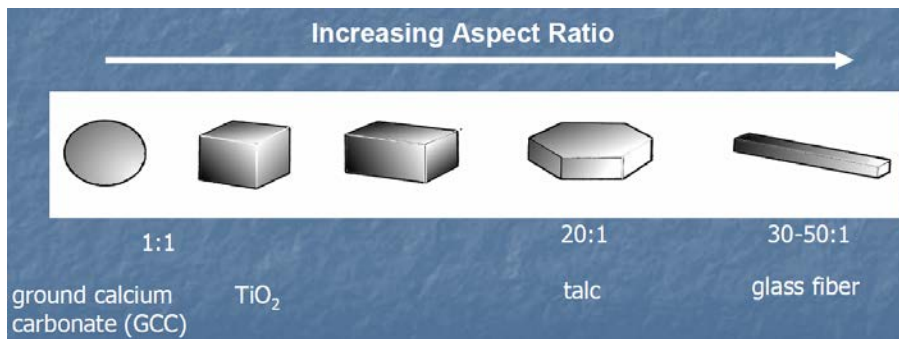 Increasing Aspect Ratio
1:1
20:1
30-50:1
ground calcium
carbonate (GCC)
TiO₂
talc
glass fiber